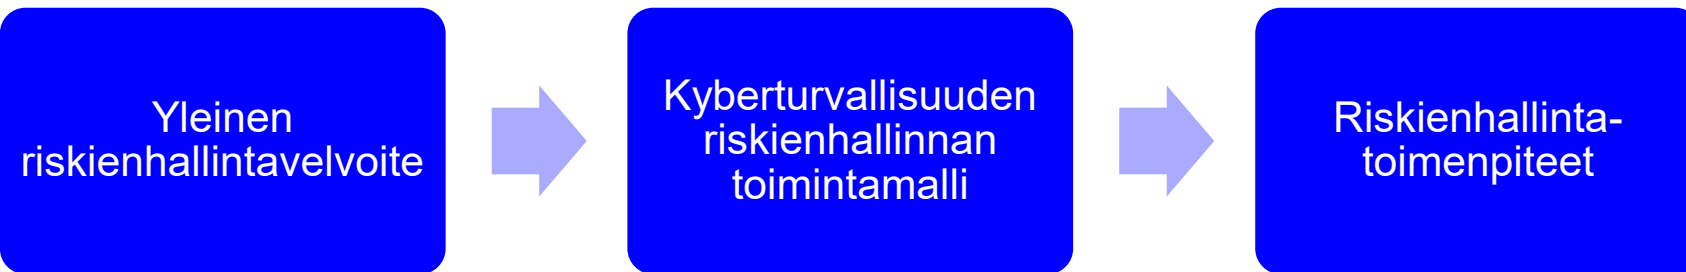 Yleinen
riskienhallintavelvoite
Kyberturvallisuuden
riskienhallinnan
toimintamalli
Riskienhallinta-
toimenpiteet